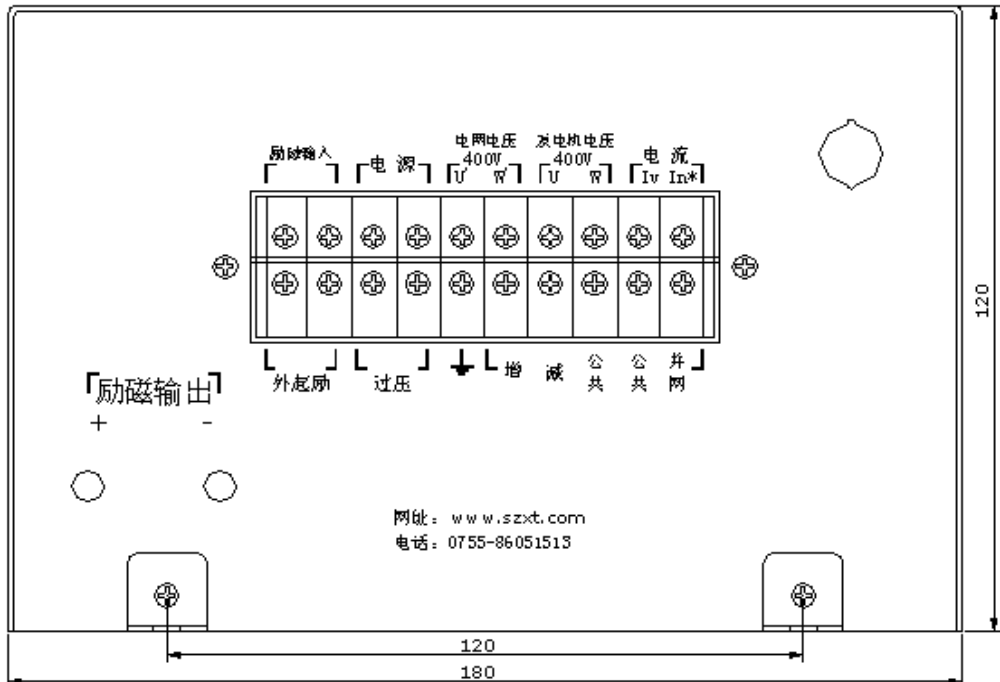 励磁输入 电 源 电网电压 发电机电压 电 流
400V 400V
U W U W Iv In*
外起励 过压 增 减 公共 公共 并网
励磁输出
+ -
网址：www.szxt.com
电话：0755-86051513
120
120
180